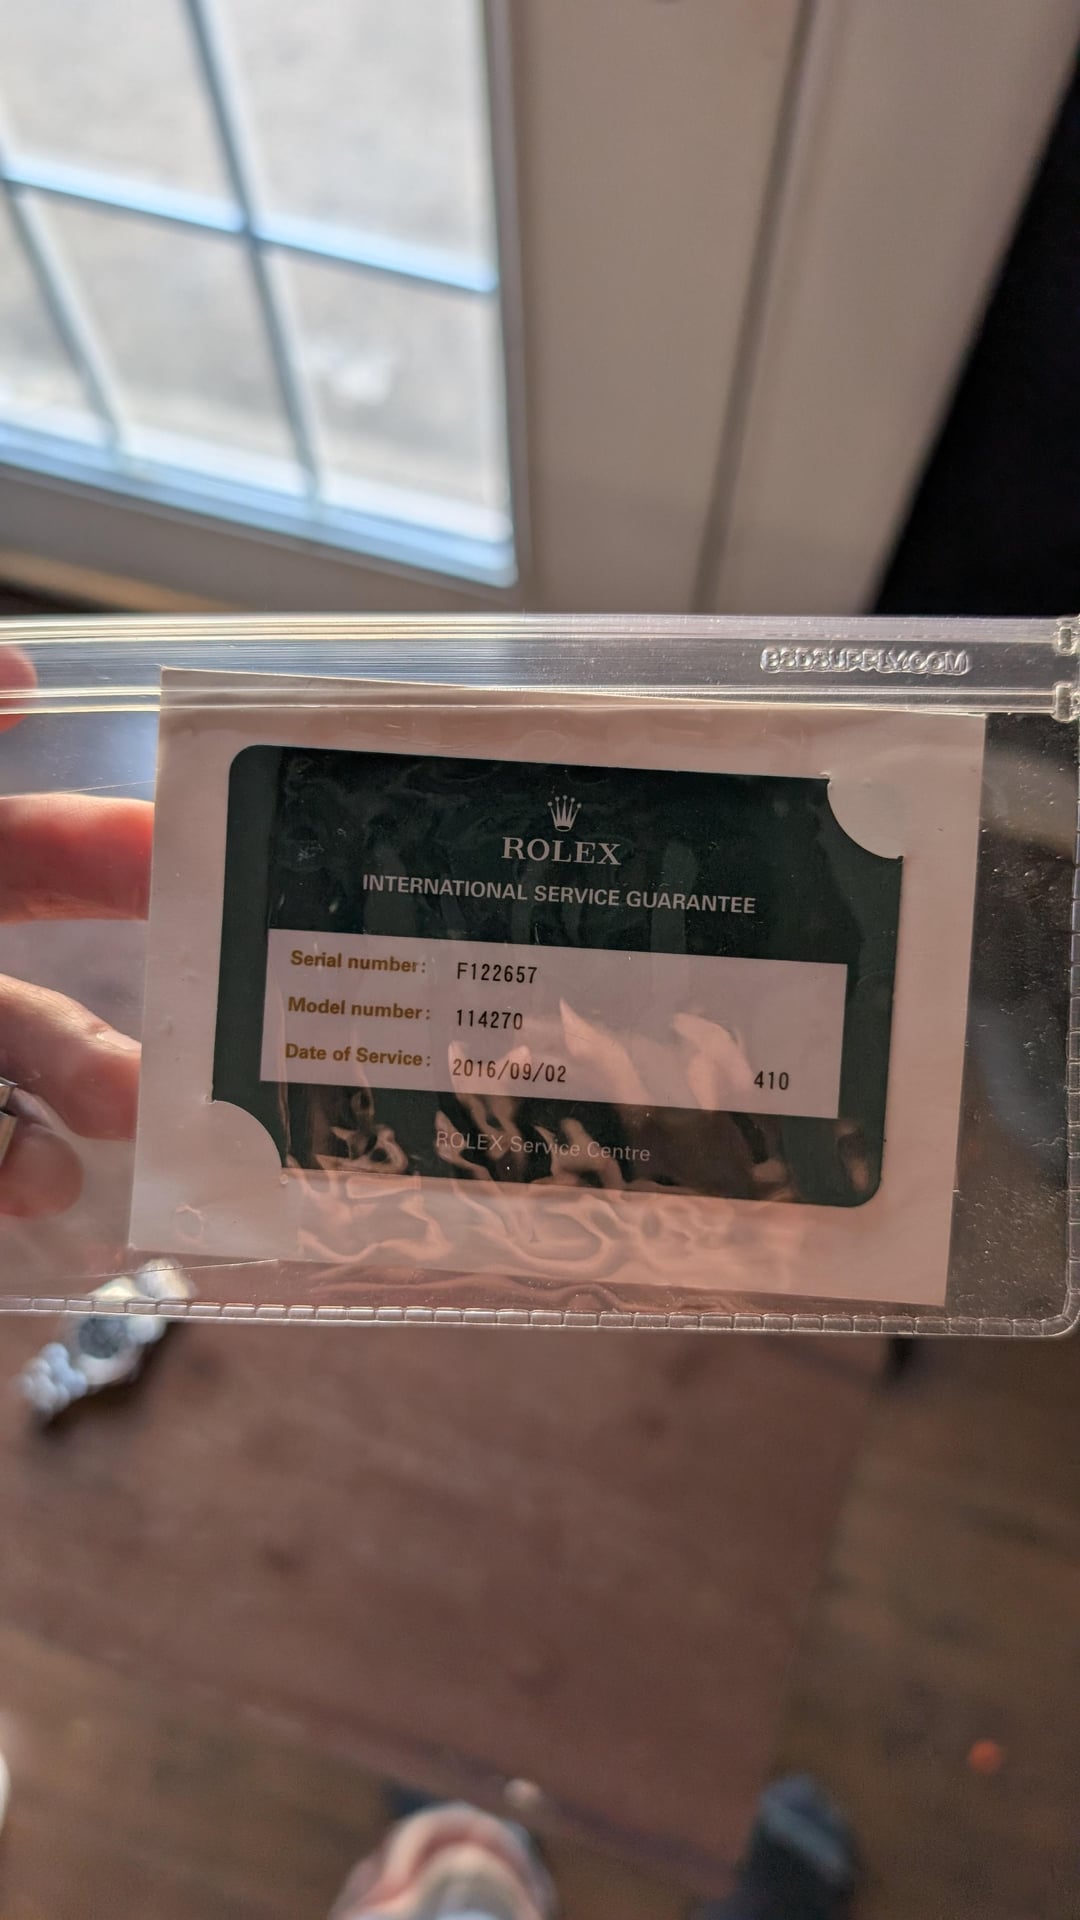 BSDSUPPLY.COM
ROLEX
INTERNATIONAL SERVICE GUARANTEE
Serial number: F122657
Model number: 114270
Date of Service: 2016/09/02 410
ROLEX Service Centre